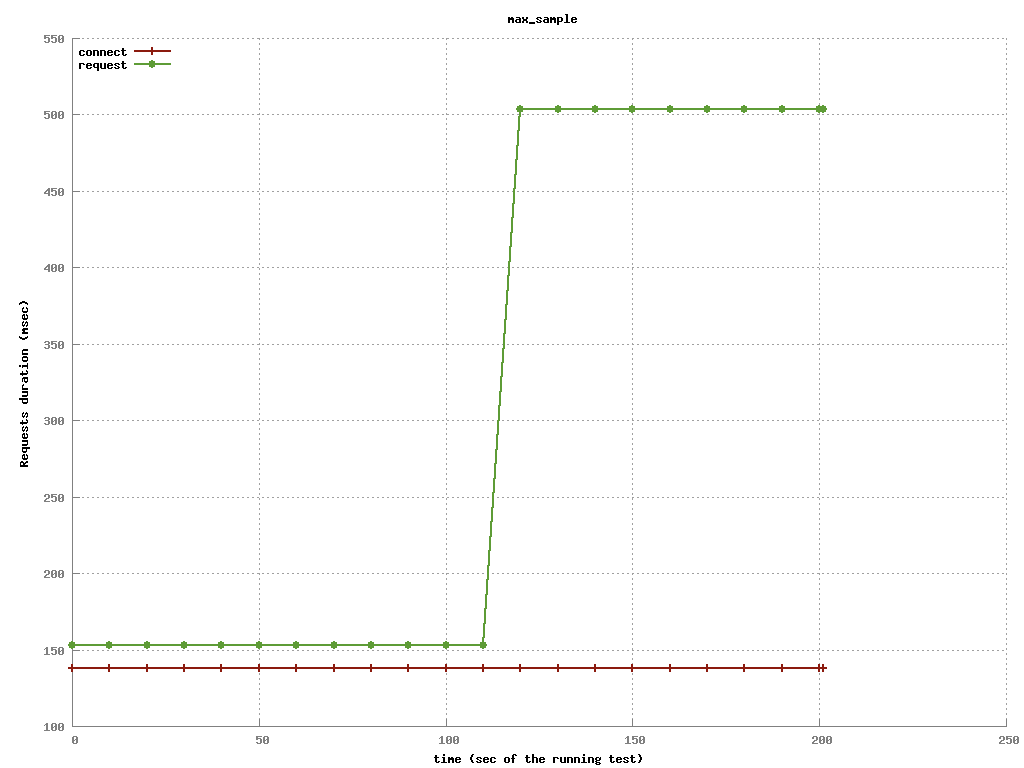 max_sample
550
500
450
400
350
300
250
200
150
100
connect
request
Requests duration (msec)
0 50 100 150 200 250
time (sec of the running test)